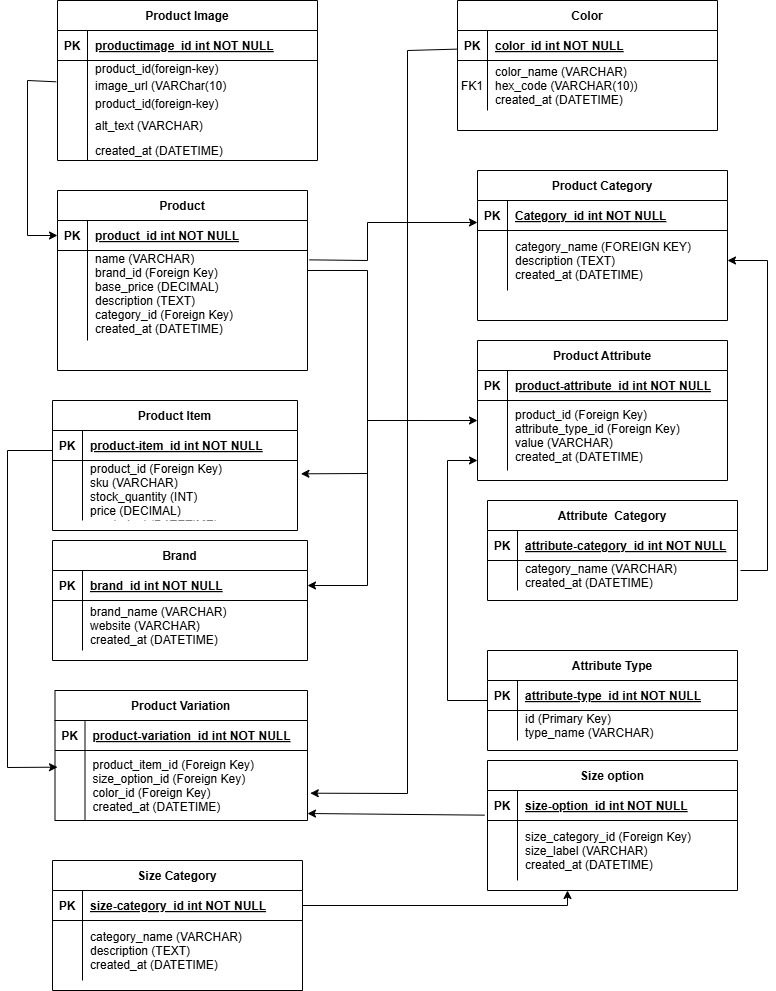 Product Image
PK productimage_id int NOT NULL
product_id(foreign-key)
image_url (VARChar(10)
product_id(foreign-key)
alt_text (VARCHAR)
created_at (DATETIME)
Color
PK color_id int NOT NULL
color_name (VARCHAR)
FK1 hex_code (VARCHAR(10))
created_at (DATETIME)
Product
PK product_id int NOT NULL
name (VARCHAR)
brand_id (Foreign Key)
base_price (DECIMAL)
description (TEXT)
category_id (Foreign Key)
created_at (DATETIME)
Product Category
PK Category_id int NOT NULL
category_name (FOREIGN KEY)
description (TEXT)
created_at (DATETIME)
Product Attribute
PK product-attribute_id int NOT NULL
product_id (Foreign Key)
attribute_type_id (Foreign Key)
value (VARCHAR)
created_at (DATETIME)
Product Item
PK product-item_id int NOT NULL
product_id (Foreign Key)
sku (VARCHAR)
stock_quantity (INT)
price (DECIMAL)
Attribute Category
PK attribute-category_id int NOT NULL
category_name (VARCHAR)
created_at (DATETIME)
Brand
PK brand_id int NOT NULL
brand_name (VARCHAR)
website (VARCHAR)
created_at (DATETIME)
Attribute Type
PK attribute-type_id int NOT NULL
id (Primary Key)
type_name (VARCHAR)
Product Variation
PK product-variation_id int NOT NULL
product_item_id (Foreign Key)
size_option_id (Foreign Key)
color_id (Foreign Key)
created_at (DATETIME)
Size option
PK size-option_id int NOT NULL
size_category_id (Foreign Key)
size_label (VARCHAR)
created_at (DATETIME)
Size Category
PK size-category_id int NOT NULL
category_name (VARCHAR)
description (TEXT)
created_at (DATETIME)